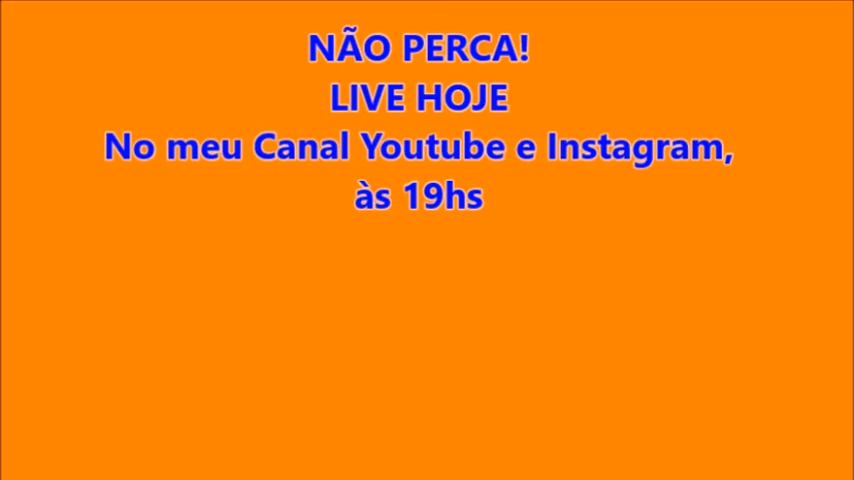 NÃO PERCA!
LIVE HOJE
No meu Canal Youtube e Instagram,
às 19hs